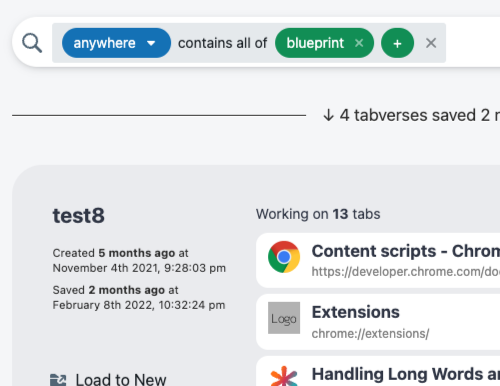 anywhere contains all of blueprint × + ×
↓ 4 tabverses saved 2
test8
Working on 13 tabs
Created 5 months ago at
November 4th 2021, 9:28:03 pm
Saved 2 months ago at
February 8th 2022, 10:32:24 pm
Content scripts - Chrom
https://developer.chrome.com/do
Logo
Extensions
chrome://extensions/
Handling Long Words a
Load to New